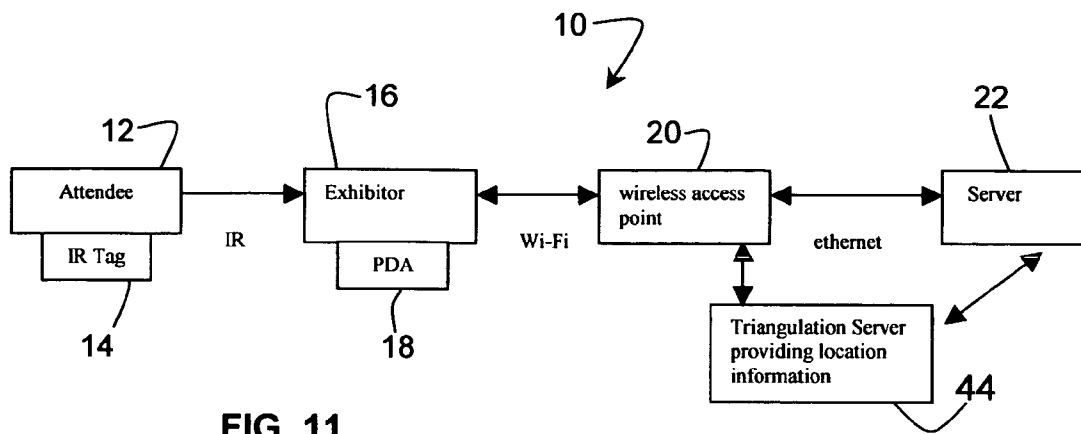 10
16
12
20
22
Attendee
Exhibitor
wireless access
point
Server
IR
Wi-Fi
ethernet
IR Tag
PDA
14
18
Triangulation Server
providing location
information
44
FIG. 11